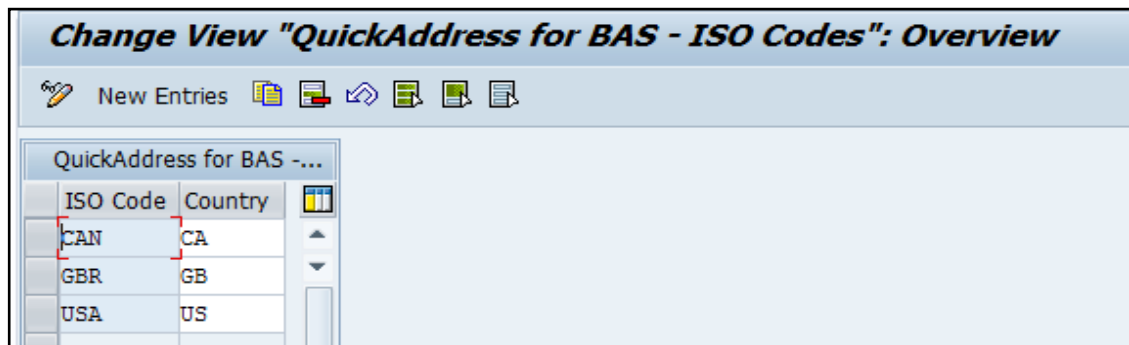 Change View "QuickAddress for BAS - ISO Codes": Overview
New Entries
QuickAddress for BAS -...
ISO Code Country
CAN CA
GBR GB
USA US